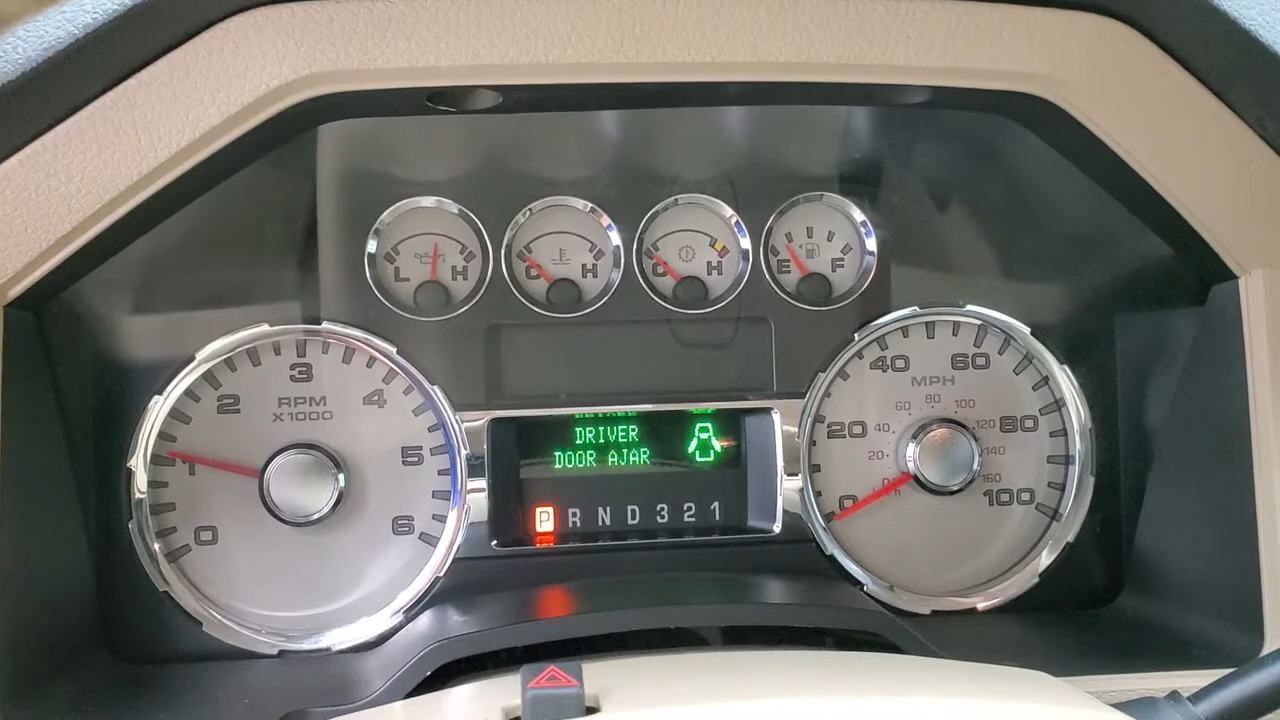 L H
C H
C H
E F
0 1 2 3 4 5 6
RPM
X1000
DRIVER
DOOR AJAR
P R N D 3 2 1
0 20 40 60 80 100
MPH
20 40 60 80 100 120 140 160